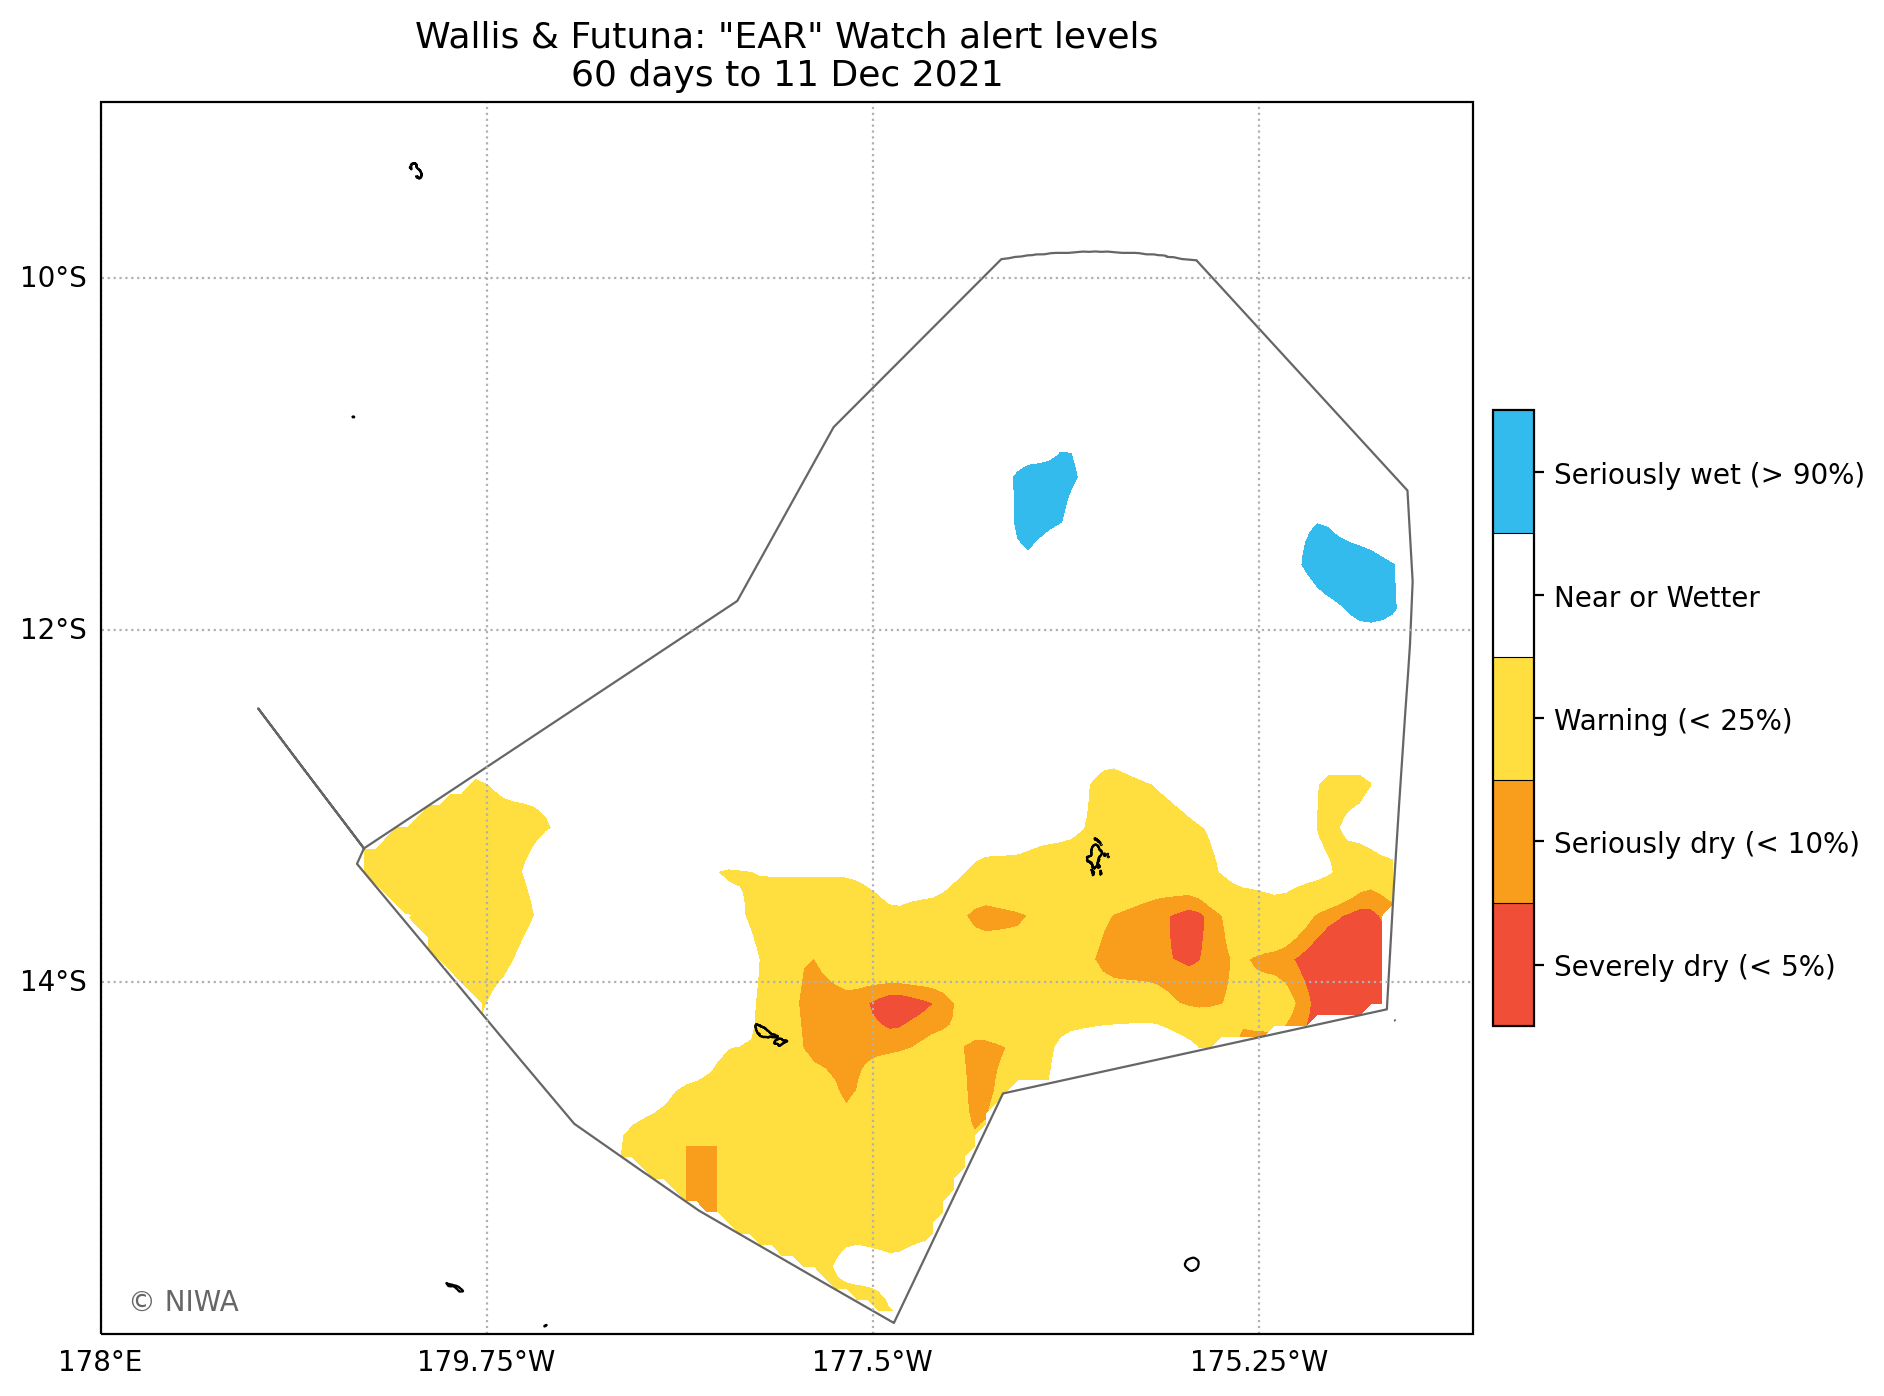 Wallis & Futuna: "EAR" Watch alert levels
60 days to 11 Dec 2021
10°S
12°S
14°S
178°E
179.75°W
177.5°W
175.25°W
Seriously wet (> 90%)
Near or Wetter
Warning (< 25%)
Seriously dry (< 10%)
Severely dry (< 5%)
© NIWA